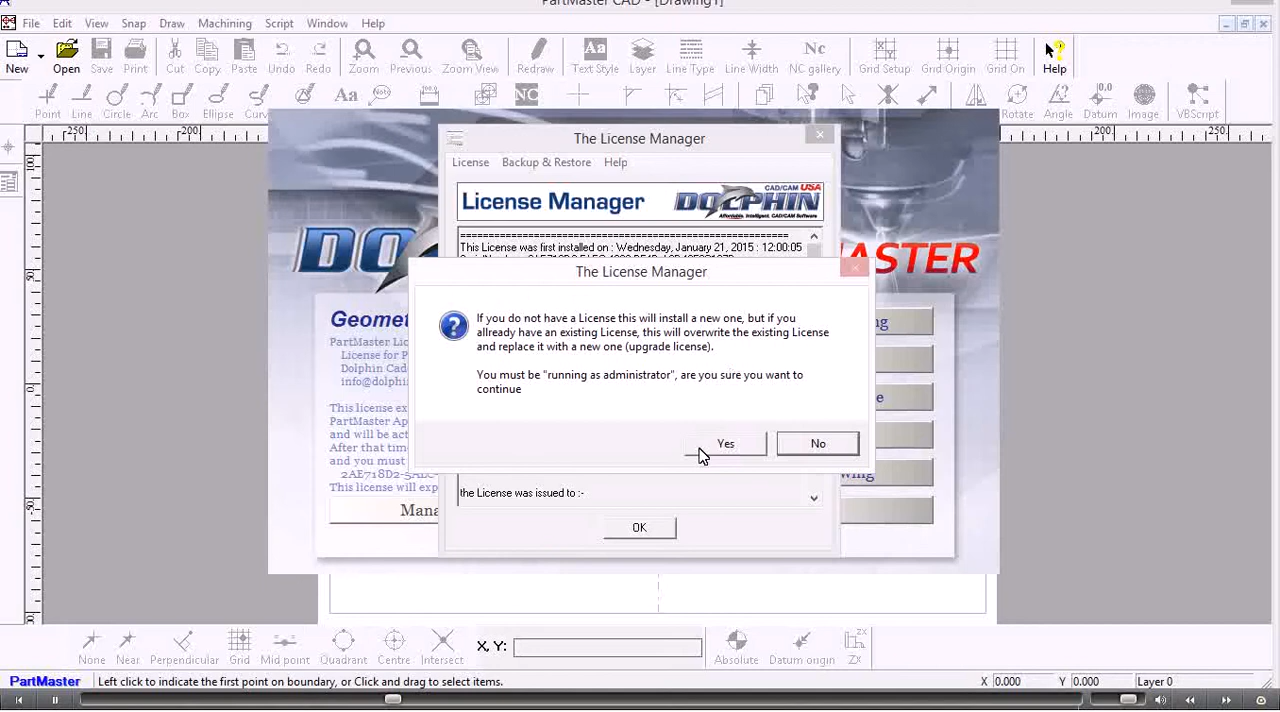 PartMaster CAD - [Drawing1]
File Edit View Snap Draw Machining Script Window Help
New Open Save Print Cut Copy Paste Undo Redo Zoom Previous Zoom View Redraw Text Style Layer Line Type Line Width NC gallery Grid Setup Grid Origin Grid On Help
Point Line Circle Arc Box Ellipse Rotate Angle Datum Image VBScript
The License Manager
License Backup & Restore Help
License Manager DOLPHIN CAD/CAM USA
Affordable. Intelligent. CAD/CAM Software
This License was first installed on : Wednesday, January 21, 2015 : 12:00:05
The License Manager
If you do not have a License this will install a new one, but if you
allready have an existing License, this will overwrite the existing License
and replace it with a new one (upgrade license).
You must be "running as administrator", are you sure you want to
continue
Yes No
the License was issued to :-
OK
PartMaster Lic
License for P
Dolphin Cade
info@dolphi
This license ex
PartMaster Ap
and will be act
After that tim
and you must
This license will exp
Mana
None Near Perpendicular Grid Mid point Quadrant Centre Intersect X, Y: Absolute Datum origin ZX
PartMaster Left click to indicate the first point on boundary, or Click and drag to select items. X 0.000 Y 0.000 Layer 0